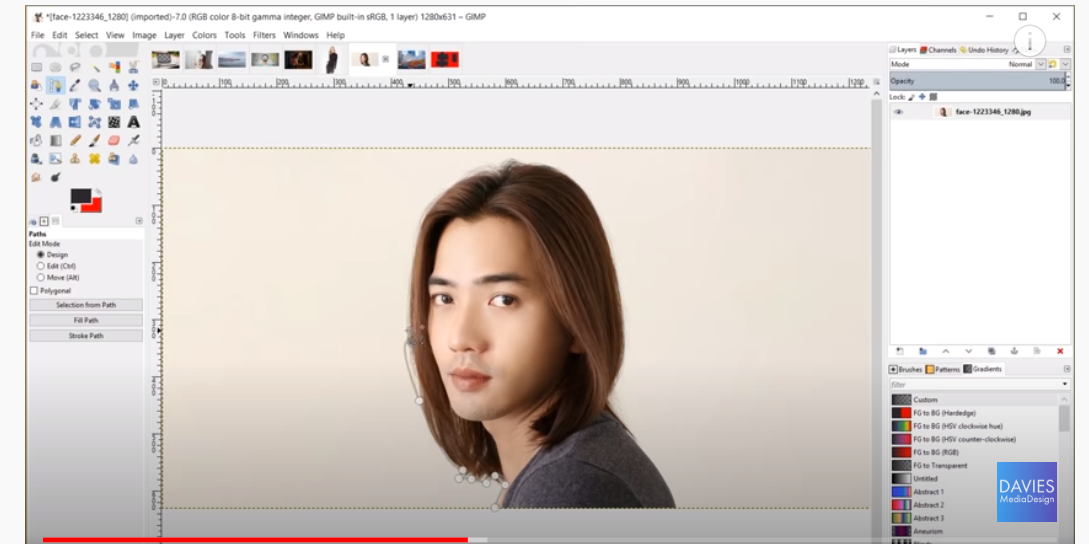 *[face-1223346_1280] (imported)-7.0 (RGB color 8-bit gamma integer, GIMP built-in sRGB, 1 layer) 1280x631 – GIMP
File Edit Select View Image Layer Colors Tools Filters Windows Help
Layers Channels Undo History
Mode Normal
Opacity 100.0
Lock:
face-1223346_1280.jpg
Paths
Edit Mode
Design
Edit (Ctrl)
Move (Alt)
Polygonal
Selection from Path
Fill Path
Stroke Path
Brushes Patterns Gradients
filter
Custom
FG to BG (Hardedge)
FG to BG (HSV clockwise hue)
FG to BG (HSV counter-clockwise)
FG to BG (RGB)
FG to Transparent
Untitled
Abstract 1
Abstract 2
Abstract 3
Aneurism
DAVIES
MediaDesign